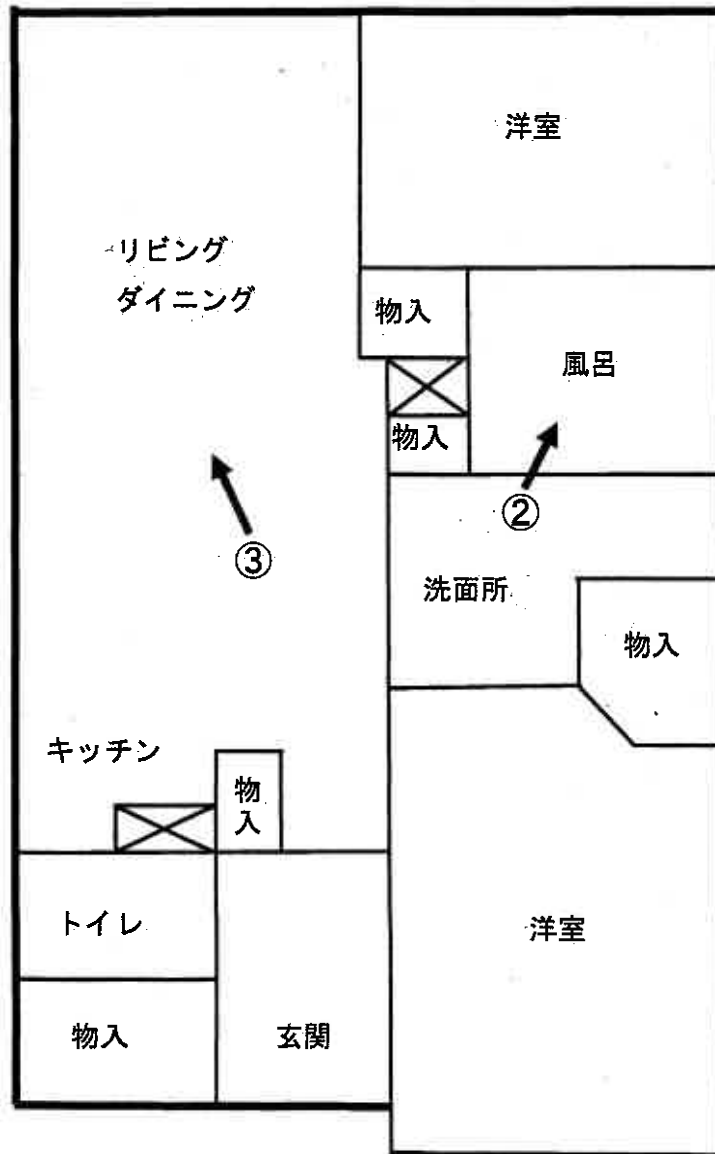 洋室
リビング
ダイニング
物入
風呂
物入
②
③
洗面所
物入
キッチン
物
入
トイレ
洋室
物入
玄関